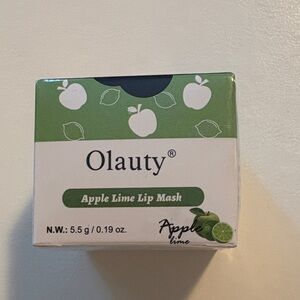 Olauty®
Apple Lime Lip Mask
N.W.: 5.5 g / 0.19 oz.
Apple
lime